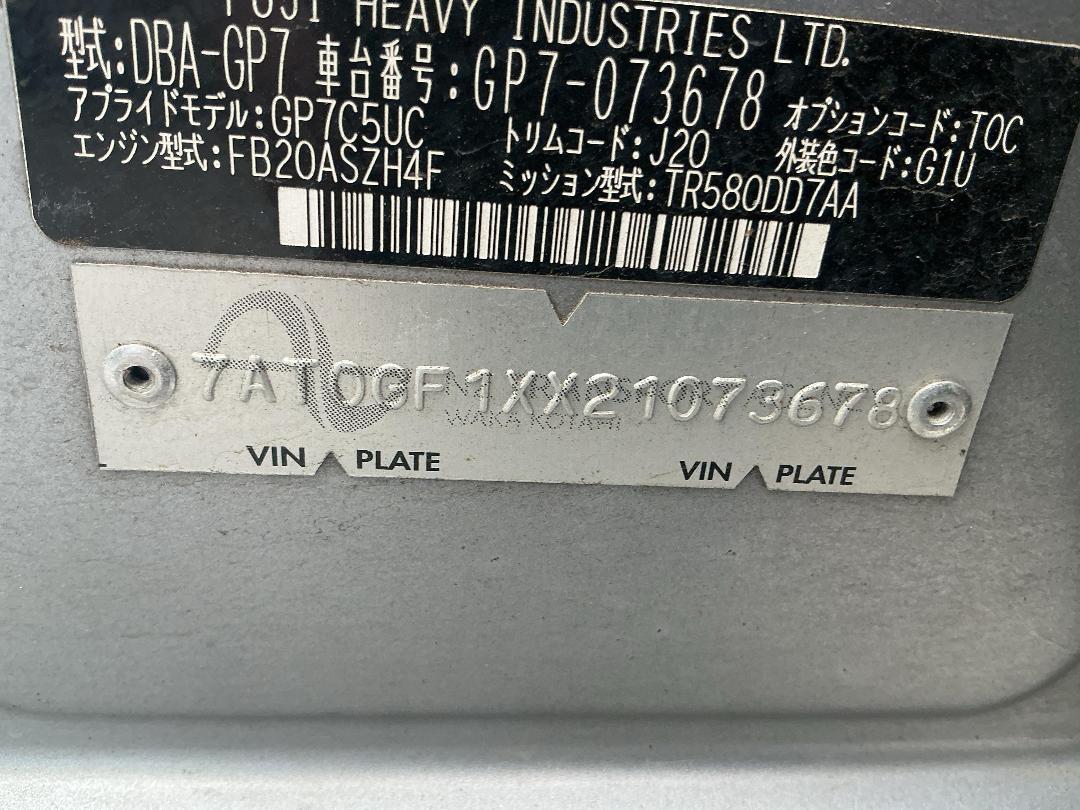 FUJI HEAVY INDUSTRIES LTD.
型式:DBA-GP7 車台番号:GP7-073678
アプライドモデル:GP7C5UC トリムコード:J20 オプションコード:TOC
エンジン型式:FB20ASZH4F ミッション型式:TR580DD7AA 外装色コード:G1U
7AT0GF1XX21073678
WAKA KOTAHI
VIN PLATE VIN PLATE